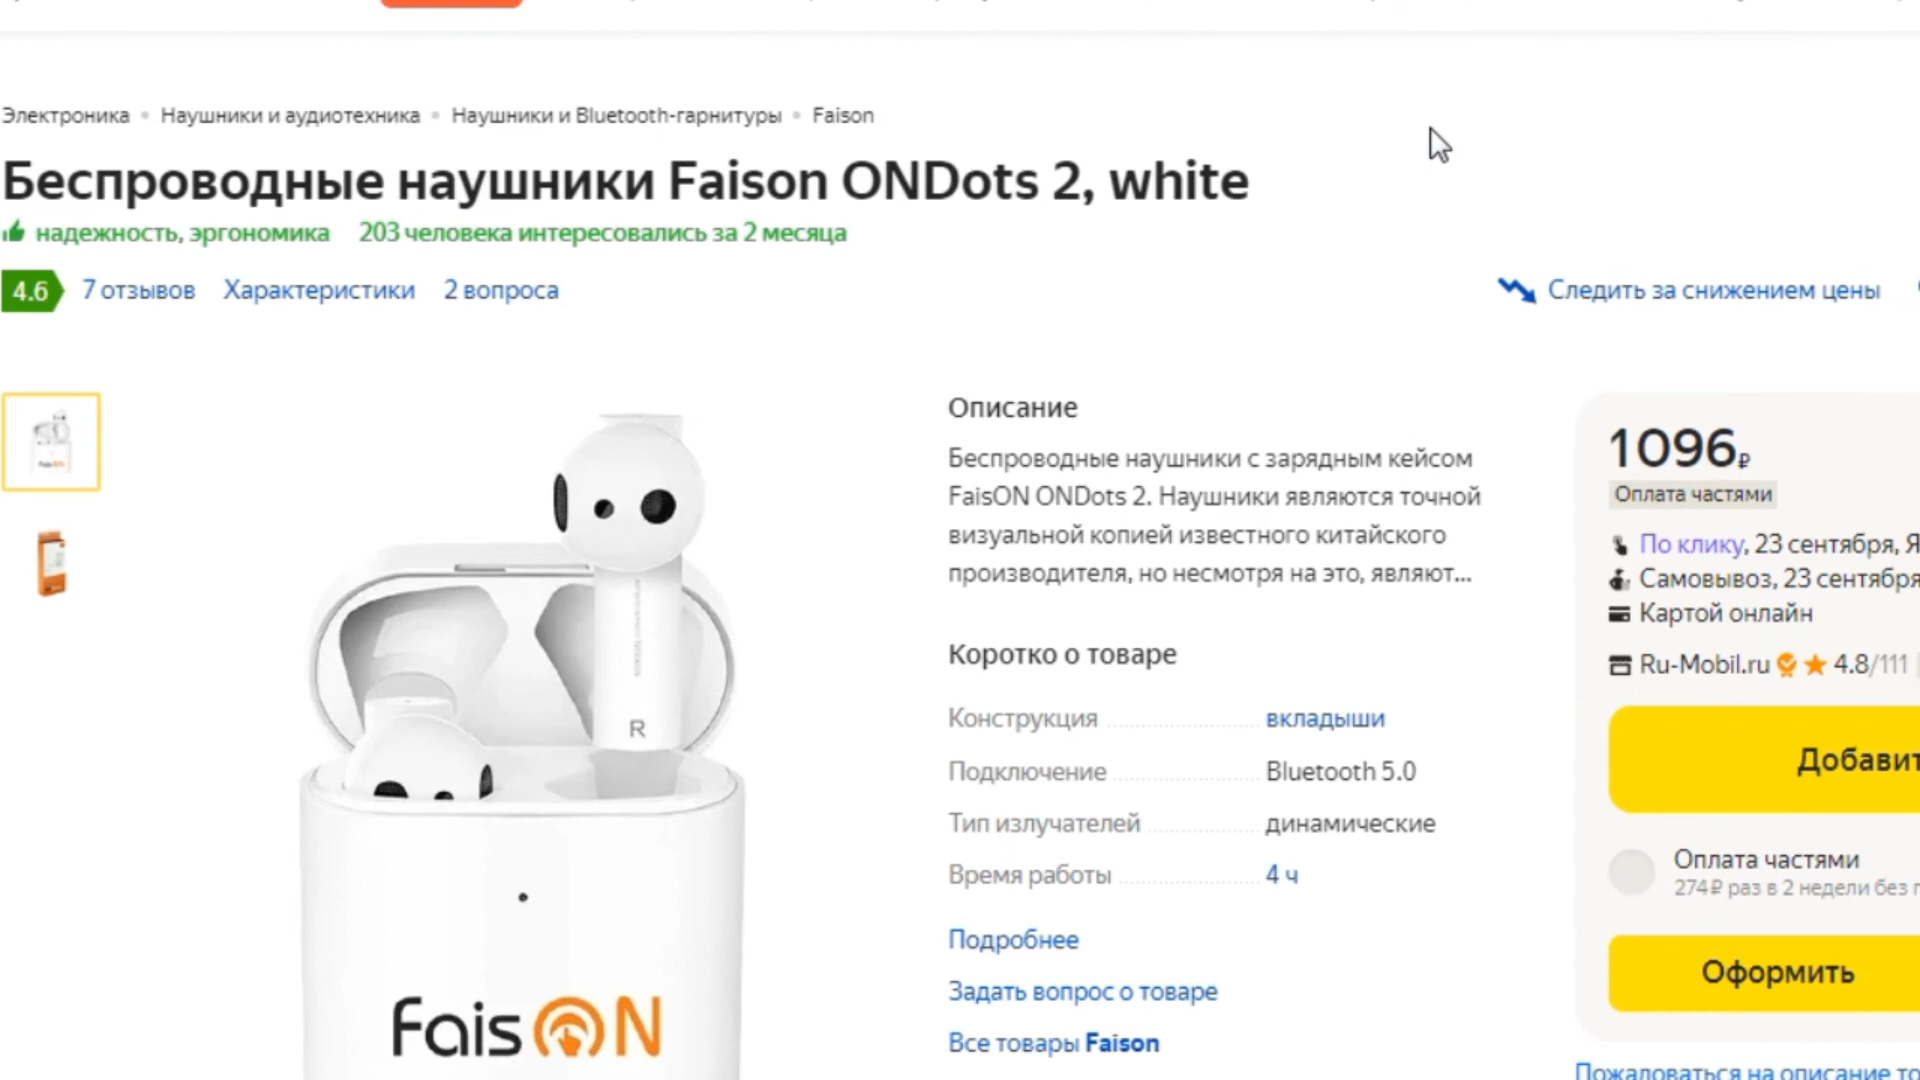 Электроника • Наушники и аудиотехника • Наушники и Bluetooth-гарнитуры • Faison
Беспроводные наушники Faison ONDots 2, white
надежность, эргономика 203 человека интересовались за 2 месяца
4.6 7 отзывов Характеристики 2 вопроса
Следить за снижением цены
Описание
Беспроводные наушники с зарядным кейсом
FaisON ONDots 2. Наушники являются точной
визуальной копией известного китайского
производителя, но несмотря на это, являют...
Коротко о товаре
Конструкция вкладыши
Подключение Bluetooth 5.0
Тип излучателей динамические
Время работы 4 ч
Подробнее
Задать вопрос о товаре
Все товары Faison
R
FaisON
1096₽
Оплата частями
По клику, 23 сентября, Я
Самовывоз, 23 сентября
Картой онлайн
Ru-Mobil.ru 4.8/111
Добавит
Оплата частями
274₽ раз в 2 недели без
Оформить
Пожаловаться на описание то